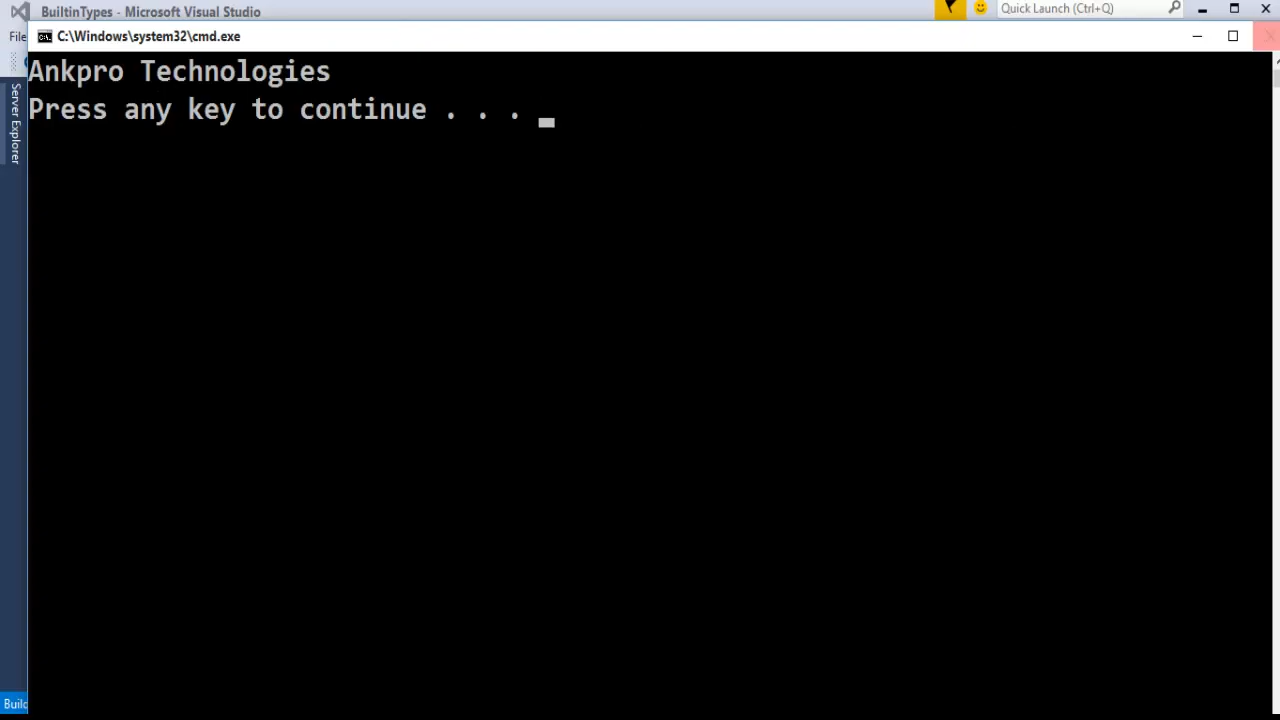 BuiltinTypes - Microsoft Visual Studio
Quick Launch (Ctrl+Q)
File
C:\Windows\system32\cmd.exe
Server Explorer
Ankpro Technologies
Press any key to continue . . .